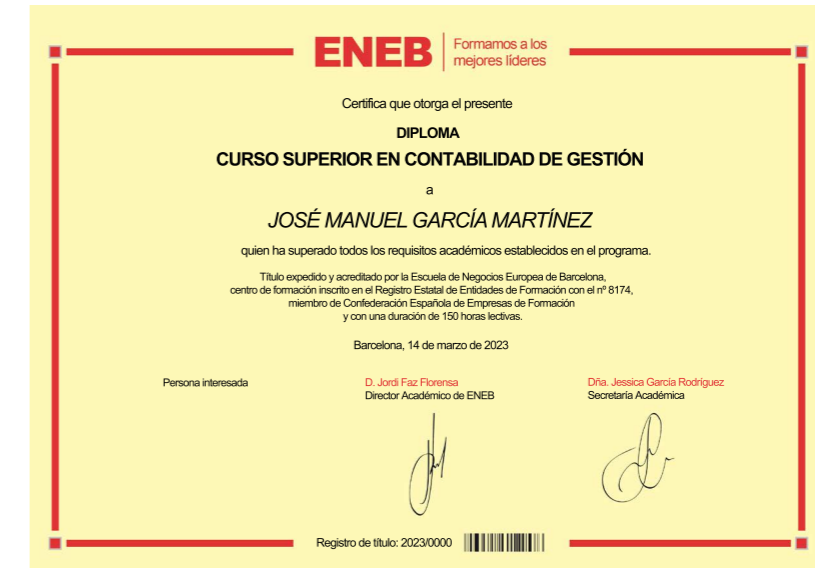 ENEB
Formamos a los
mejores líderes
Certifica que otorga el presente
DIPLOMA
CURSO SUPERIOR EN CONTABILIDAD DE GESTIÓN
a
JOSÉ MANUEL GARCÍA MARTÍNEZ
quien ha superado todos los requisitos académicos establecidos en el programa.
Título expedido y acreditado por la Escuela de Negocios Europea de Barcelona,
centro de formación inscrito en el Registro Estatal de Entidades de Formación con el nº 8174,
miembro de Confederación Española de Empresas de Formación
y con una duración de 150 horas lectivas.
Barcelona, 14 de marzo de 2023
Persona interesada
D. Jordi Faz Florensa
Director Académico de ENEB
Dña. Jessica García Rodríguez
Secretaría Académica
Registro de título: 2023/0000